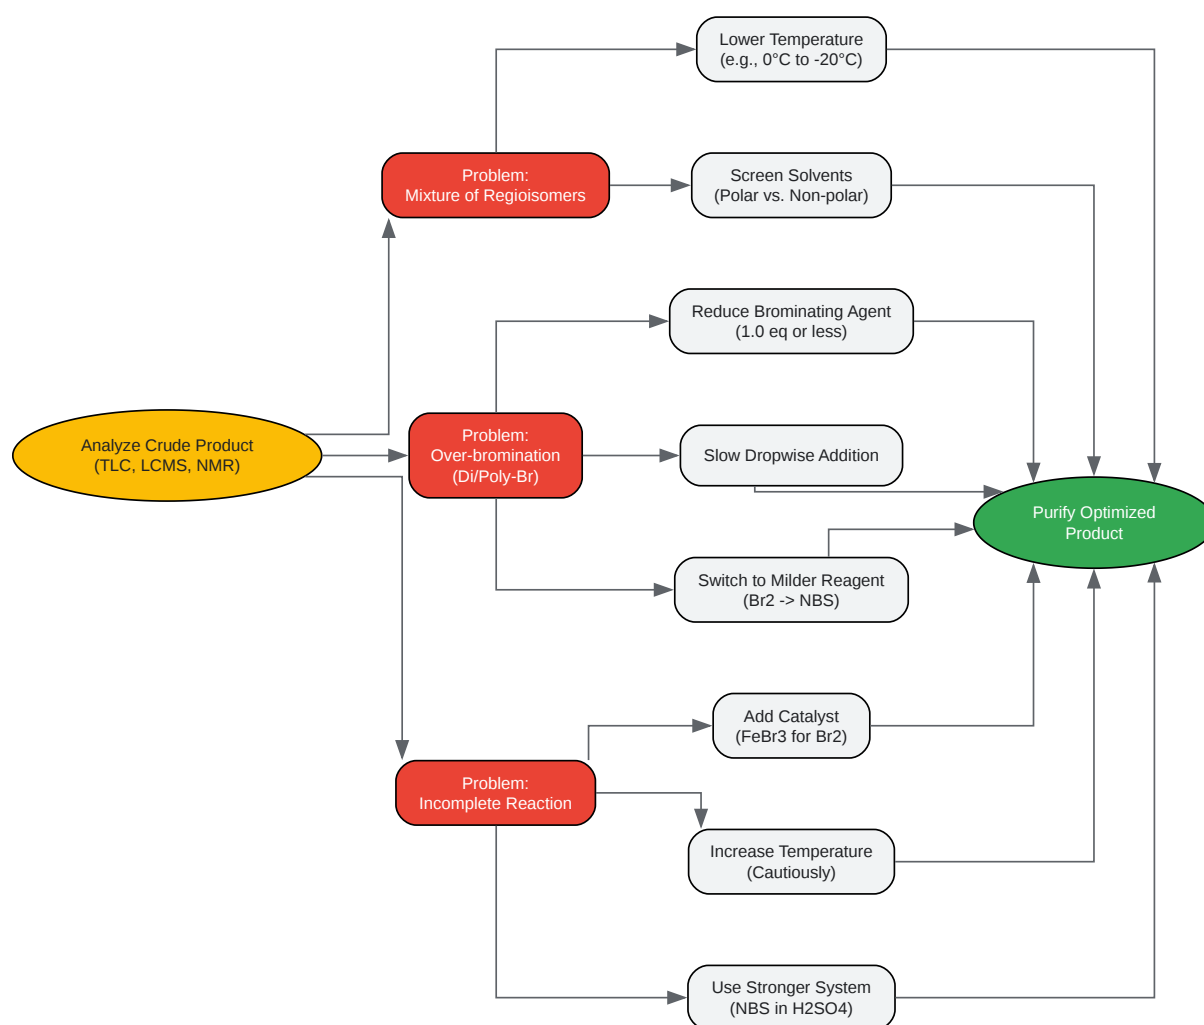 Lower Temperature
(e.g., 0°C to -20°C)
Problem:
Mixture of Regioisomers
Screen Solvents
(Polar vs. Non-polar)
Reduce Brominating Agent
(1.0 eq or less)
Analyze Crude Product
(TLC, LCMS, NMR)
Problem:
Over-bromination
(Di/Poly-Br)
Slow Dropwise Addition
Purify Optimized
Product
Switch to Milder Reagent
(Br2 -> NBS)
Add Catalyst
(FeBr3 for Br2)
Problem:
Incomplete Reaction
Increase Temperature
(Cautiously)
Use Stronger System
(NBS in H2SO4)